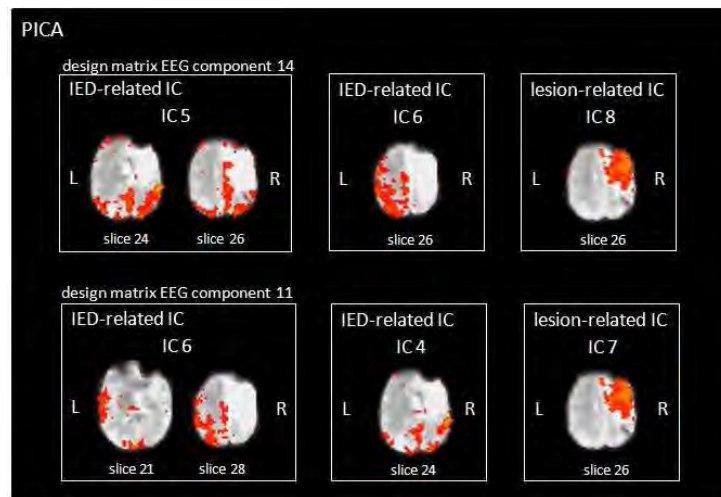 PICA
design matrix EEG component 14
IED-related IC
IC 5
L
R
slice 24
slice 26
IED-related IC
IC 6
L
R
slice 26
lesion-related IC
IC 8
L
R
slice 26
design matrix EEG component 11
IED-related IC
IC 6
L
R
slice 21
slice 28
IED-related IC
IC 4
L
R
slice 24
lesion-related IC
IC 7
L
R
slice 26